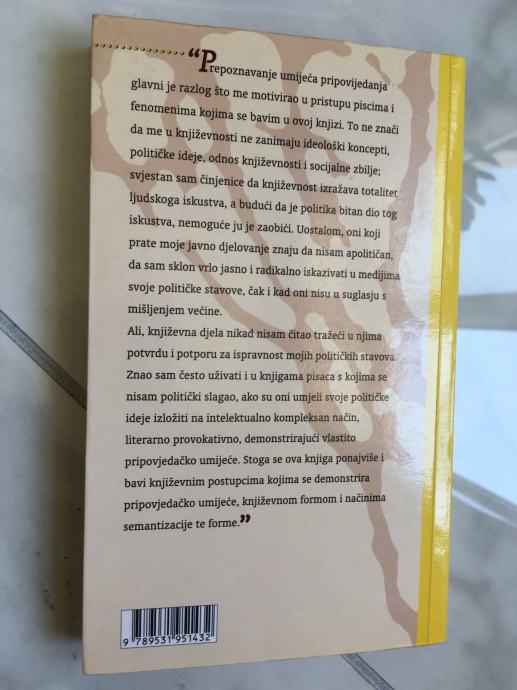 “Prepoznavanje umijeća pripovijedanja
glavni je razlog što me motivirao u pristupu piscima i
fenomenima kojima se bavim u ovoj knjizi. To ne znači
da me u književnosti ne zanimaju ideološki koncepti,
političke ideje, odnos književnosti i socijalne zbilje;
svjestan sam činjenice da književnost izražava totalitet
ljudskoga iskustva, a budući da je politika bitan dio tog
iskustva, nemoguće ju je zaobići. Uostalom, oni koji
prate moje javno djelovanje znaju da nisam apolitičan,
da sam sklon vrlo jasno i radikalno iskazivati u medijima
svoje političke stavove, čak i kad oni nisu u suglasju s
mišljenjem većine.
Ali, književna djela nikad nisam čitao tražeći u njima
potvrdu i potporu za ispravnost mojih političkih stavova.
Znao sam često uživati i u knjigama pisaca s kojima se
nisam politički slagao, ako su oni umjeli svoje političke
ideje izložiti na intelektualno kompleksan način,
literarno provokativno, demonstrirajući vlastito
pripovjedačko umijeće. Stoga se ova knjiga ponajviše i
bavi književnim postupcima kojima se demonstrira
pripovjedačko umijeće, književnom formom i načinima
semantizacije te forme.”
9 789531 951432